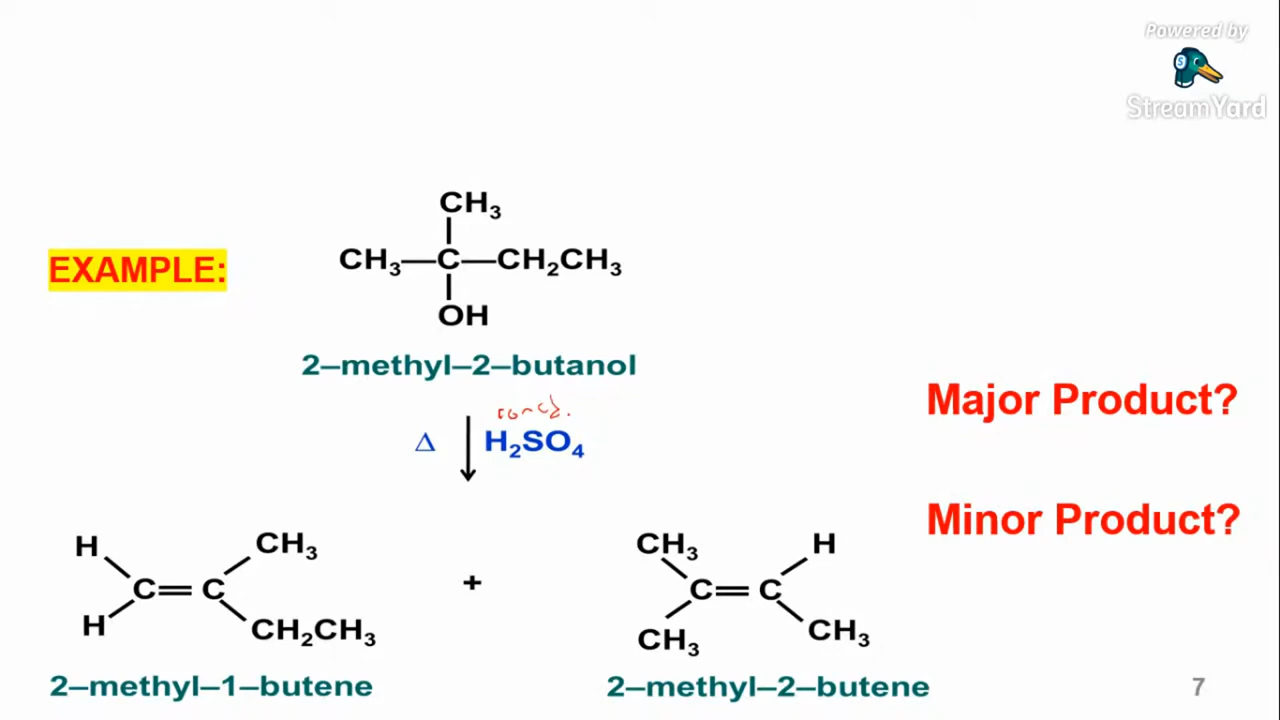 Powered by
StreamYard
CH₃
EXAMPLE:
CH₃—C—CH₂CH₃
OH
2–methyl–2–butanol
Major Product?
concd.
Δ H₂SO₄
Minor Product?
H CH₃ CH₃ H
C=C + C=C
H CH₂CH₃ CH₃ CH₃
2–methyl–1–butene 2–methyl–2–butene 7